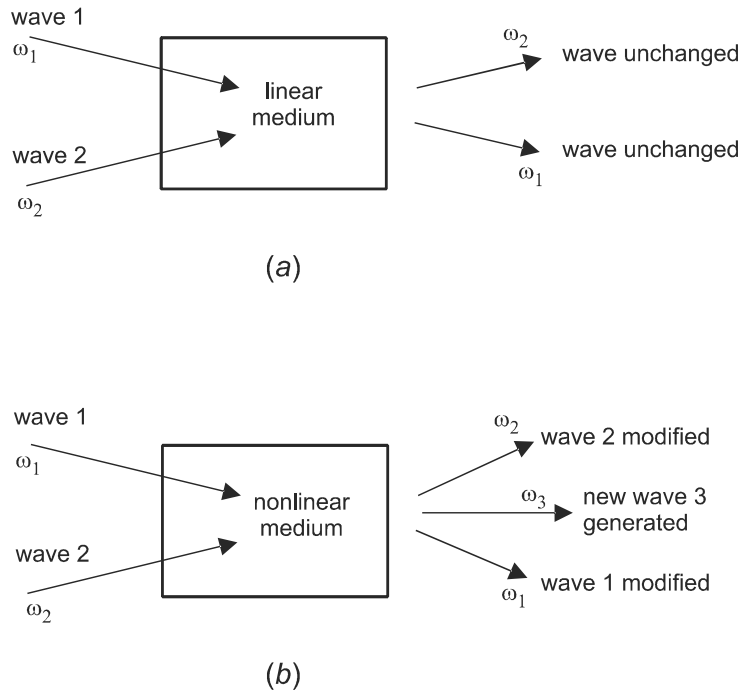 wave 1
ω1
wave 2
ω2
linear
medium
ω2
wave unchanged
wave unchanged
ω1
(a)
wave 1
ω1
wave 2
ω2
nonlinear
medium
ω2
wave 2 modified
ω3
new wave 3
generated
wave 1 modified
ω1
(b)